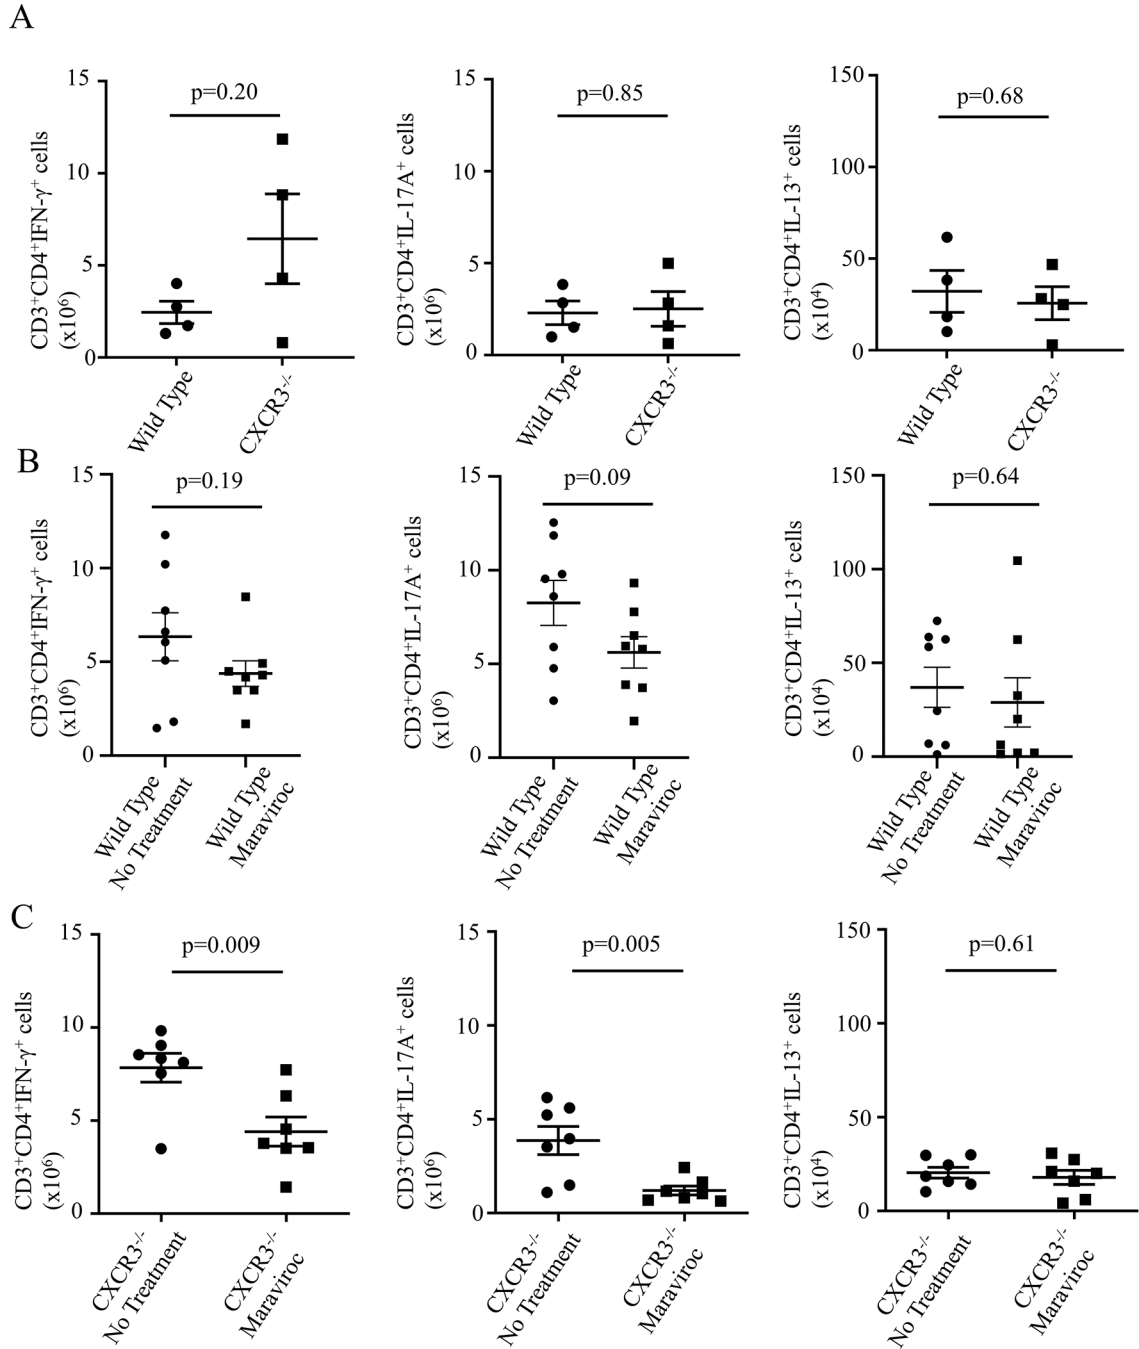 A
CD3⁺CD4⁺IFN-γ⁺ cells
(x10⁶)
15
10
5
0
p=0.20
Wild Type
CXCR3⁻/⁻
CD3⁺CD4⁺IL-17A⁺ cells
(x10⁶)
15
10
5
0
p=0.85
Wild Type
CXCR3⁻/⁻
CD3⁺CD4⁺IL-13⁺ cells
(x10⁴)
150
100
50
0
p=0.68
Wild Type
CXCR3⁻/⁻
B
CD3⁺CD4⁺IFN-γ⁺ cells
(x10⁶)
15
10
5
0
p=0.19
Wild Type
No Treatment
Wild Type
Maraviroc
CD3⁺CD4⁺IL-17A⁺ cells
(x10⁶)
15
10
5
0
p=0.09
Wild Type
No Treatment
Wild Type
Maraviroc
CD3⁺CD4⁺IL-13⁺ cells
(x10⁴)
150
100
50
0
p=0.64
Wild Type
No Treatment
Wild Type
Maraviroc
C
CD3⁺CD4⁺IFN-γ⁺ cells
(x10⁶)
15
10
5
0
p=0.009
CXCR3⁻/⁻
No Treatment
CXCR3⁻/⁻
Maraviroc
CD3⁺CD4⁺IL-17A⁺ cells
(x10⁶)
15
10
5
0
p=0.005
CXCR3⁻/⁻
No Treatment
CXCR3⁻/⁻
Maraviroc
CD3⁺CD4⁺IL-13⁺ cells
(x10⁴)
150
100
50
0
p=0.61
CXCR3⁻/⁻
No Treatment
CXCR3⁻/⁻
Maraviroc